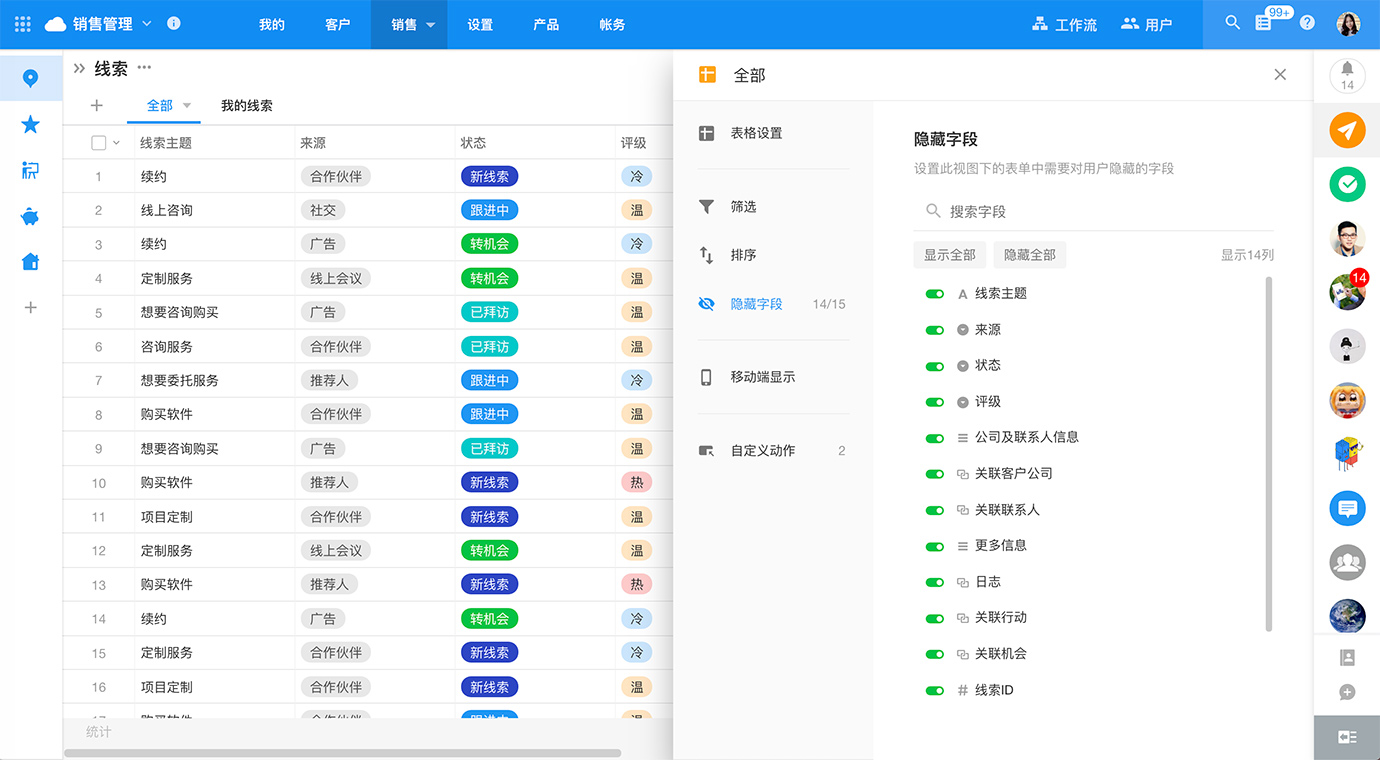 销售管理 我的 客户 销售 设置 产品 帐务 工作流 用户 99+
线索
全部 我的线索
线索主题 来源 状态 评级
1 续约 合作伙伴 新线索 冷
2 线上咨询 社交 跟进中 温
3 续约 广告 转机会 冷
4 定制服务 线上会议 转机会 温
5 想要咨询购买 广告 已拜访 温
6 咨询服务 合作伙伴 已拜访 温
7 想要委托服务 推荐人 跟进中 冷
8 购买软件 合作伙伴 跟进中 温
9 想要咨询购买 广告 已拜访 温
10 购买软件 推荐人 新线索 热
11 项目定制 合作伙伴 新线索 温
12 定制服务 线上会议 转机会 温
13 购买软件 推荐人 新线索 热
14 续约 广告 转机会 冷
15 定制服务 合作伙伴 新线索 冷
16 项目定制 合作伙伴 新线索 温
17 购买软件 合作伙伴 跟进中 温
统计
全部
表格设置
筛选
排序
隐藏字段 14/15
移动端显示
自定义动作 2
隐藏字段
设置此视图下的表单中需要对用户隐藏的字段
搜索字段
显示全部 隐藏全部 显示14列
A 线索主题
来源
状态
评级
公司及联系人信息
关联客户公司
关联联系人
更多信息
日志
关联行动
关联机会
# 线索ID
14
14